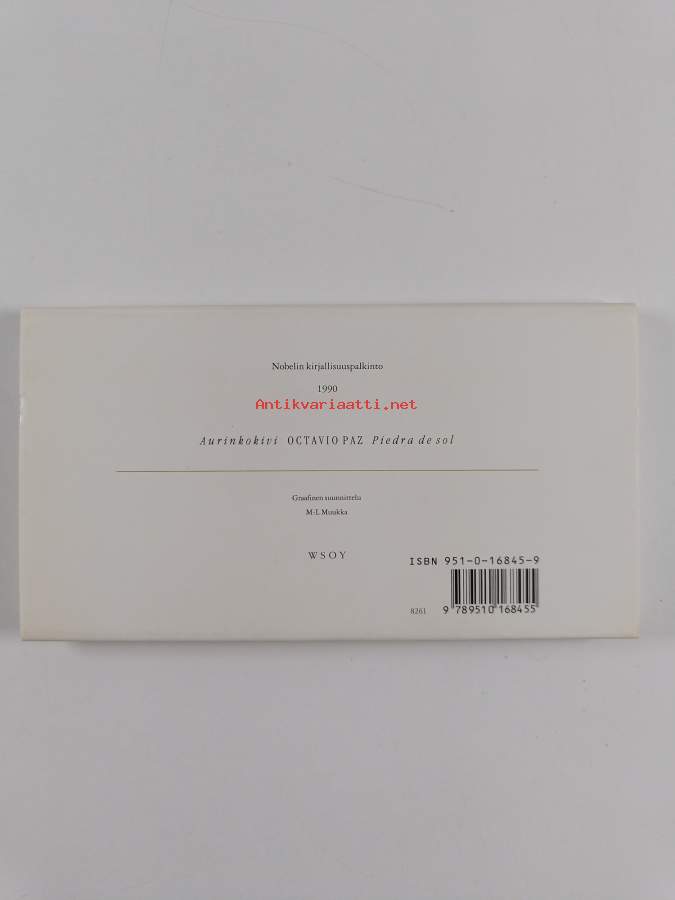 Nobelin kirjallisuuspalkinto
1990
Antikvariaatti.net
Aurinkokivi OCTAVIO PAZ Piedra de sol
Graafinen suunnittelu
M-L Muukka
WSOY
ISBN 951-0-16845-9
8261 9 789510 168455